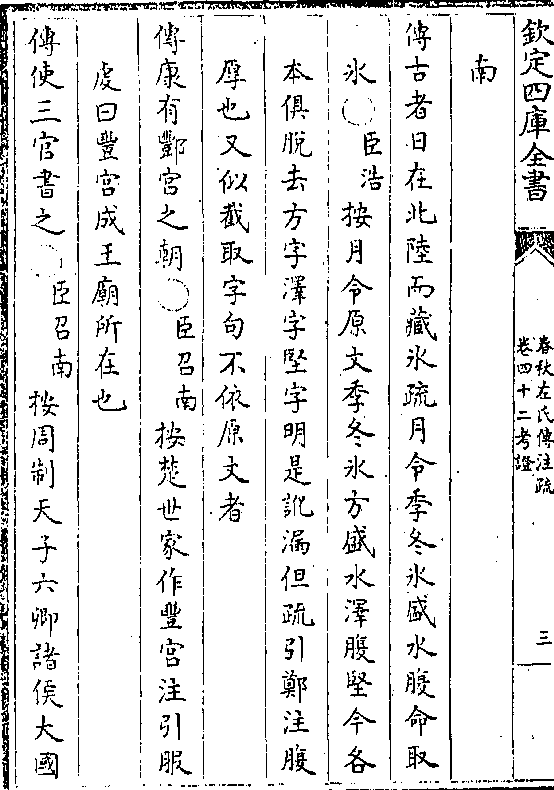 欽定四庫全書
春秋左氏傳注疏
卷四十二考證
三
南
傳古者日在北陸而藏氷疏月令季冬氷盛水腹命取
氷○臣浩按月令原文季冬氷方盛水澤腹堅今各
本俱脫去方字澤字堅字明是訛漏但疏引鄭注腹
厚也又似截取字句不依原文者
傳康有酆宮之朝○臣召南按楚世家作豐宮注引服
虔曰豐宮成王廟所在也
傳使三官書之○臣召南按周制天子六卿諸侯大國